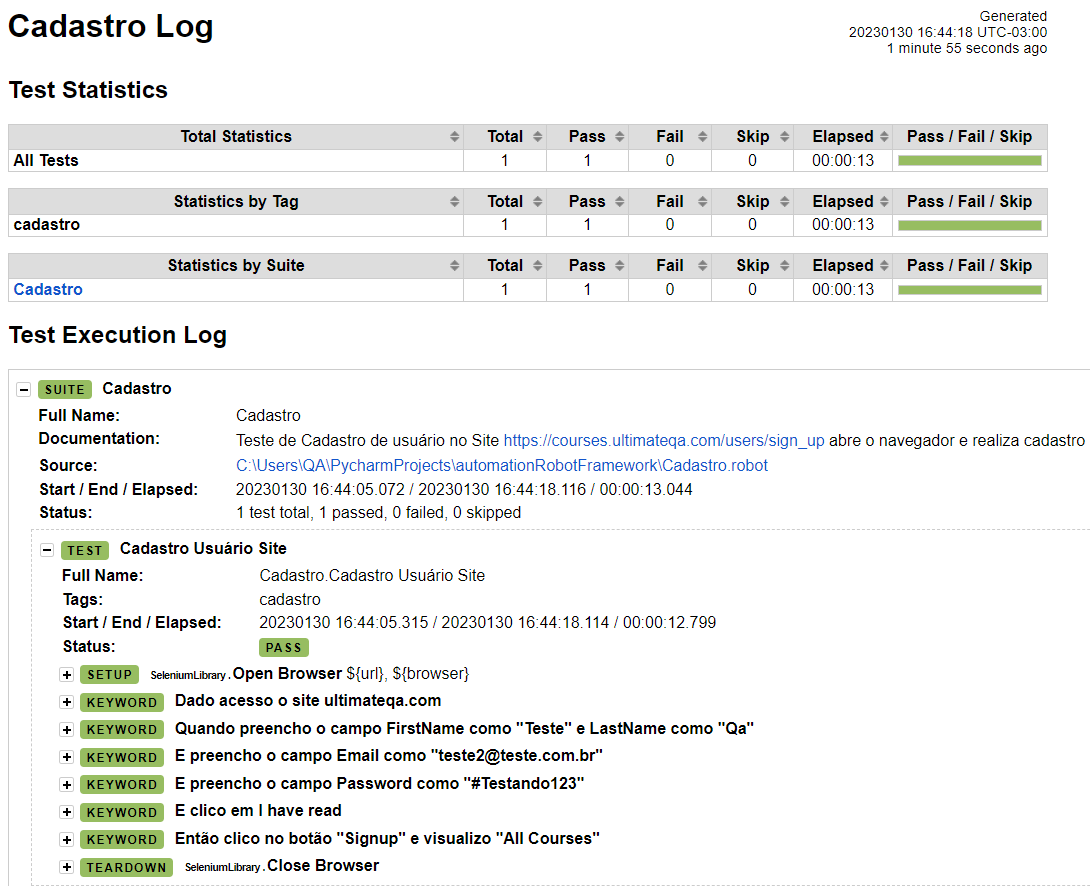 Cadastro Log
Generated
20230130 16:44:18 UTC-03:00
1 minute 55 seconds ago
Test Statistics
Total Statistics Total Pass Fail Skip Elapsed Pass / Fail / Skip
All Tests 1 1 0 0 00:00:13
Statistics by Tag Total Pass Fail Skip Elapsed Pass / Fail / Skip
cadastro 1 1 0 0 00:00:13
Statistics by Suite Total Pass Fail Skip Elapsed Pass / Fail / Skip
Cadastro 1 1 0 0 00:00:13
Test Execution Log
SUITE Cadastro
Full Name: Cadastro
Documentation: Teste de Cadastro de usuário no Site https://courses.ultimateqa.com/users/sign_up abre o navegador e realiza cadastro
Source: C:\Users\QA\PycharmProjects\automationRobotFramework\Cadastro.robot
Start / End / Elapsed: 20230130 16:44:05.072 / 20230130 16:44:18.116 / 00:00:13.044
Status: 1 test total, 1 passed, 0 failed, 0 skipped
TEST Cadastro Usuário Site
Full Name: Cadastro.Cadastro Usuário Site
Tags: cadastro
Start / End / Elapsed: 20230130 16:44:05.315 / 20230130 16:44:18.114 / 00:00:12.799
Status: PASS
SETUP SeleniumLibrary.Open Browser ${url}, ${browser}
KEYWORD Dado acesso o site ultimateqa.com
KEYWORD Quando preencho o campo FirstName como "Teste" e LastName como "Qa"
KEYWORD E preencho o campo Email como "teste2@teste.com.br"
KEYWORD E preencho o campo Password como "#Testando123"
KEYWORD E clico em I have read
KEYWORD Então clico no botão "Signup" e visualizo "All Courses"
TEARDOWN SeleniumLibrary.Close Browser